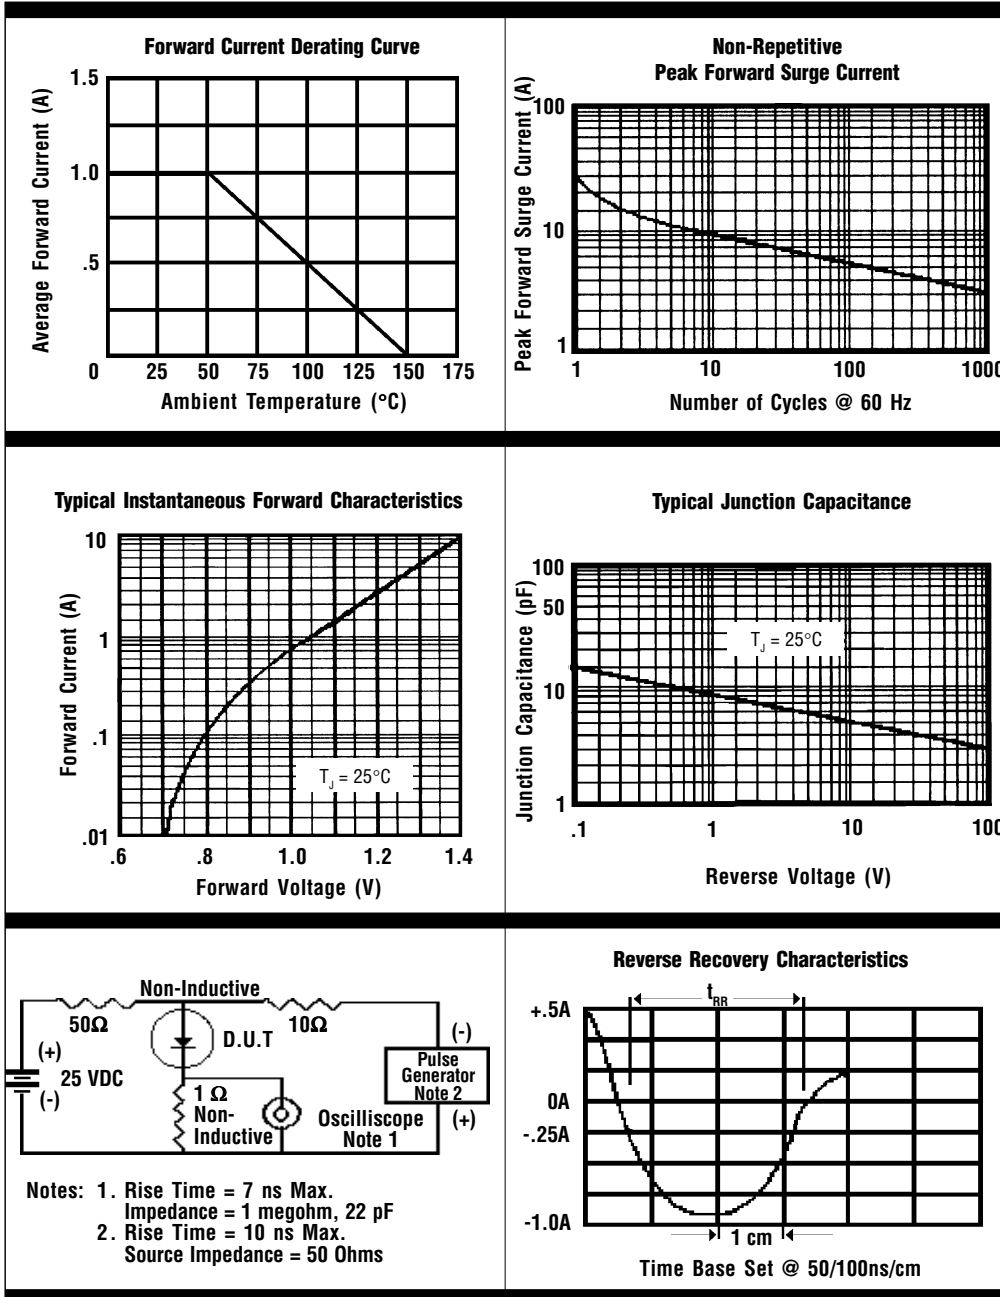 Forward Current Derating Curve
Average Forward Current (A)
1.5
1.0
.5
0
0 25 50 75 100 125 150 175
Ambient Temperature (°C)
Non-Repetitive
Peak Forward Surge Current
Peak Forward Surge Current (A)
100
10
1
1 10 100 1000
Number of Cycles @ 60 Hz
Typical Instantaneous Forward Characteristics
Forward Current (A)
10
1
.1
.01
TJ = 25°C
.6 .8 1.0 1.2 1.4
Forward Voltage (V)
Typical Junction Capacitance
Junction Capacitance (pF)
100
50
10
1
TJ = 25°C
.1 1 10 100
Reverse Voltage (V)
Non-Inductive
50Ω 10Ω
D.U.T
(+)
25 VDC
(-)
1 Ω
Non-
Inductive
Oscilliscope
Note 1
(-)
Pulse
Generator
Note 2
(+)
Notes: 1. Rise Time = 7 ns Max.
Impedance = 1 megohm, 22 pF
2. Rise Time = 10 ns Max.
Source Impedance = 50 Ohms
Reverse Recovery Characteristics
tRR
+.5A
0A
-.25A
-1.0A
1 cm
Time Base Set @ 50/100ns/cm